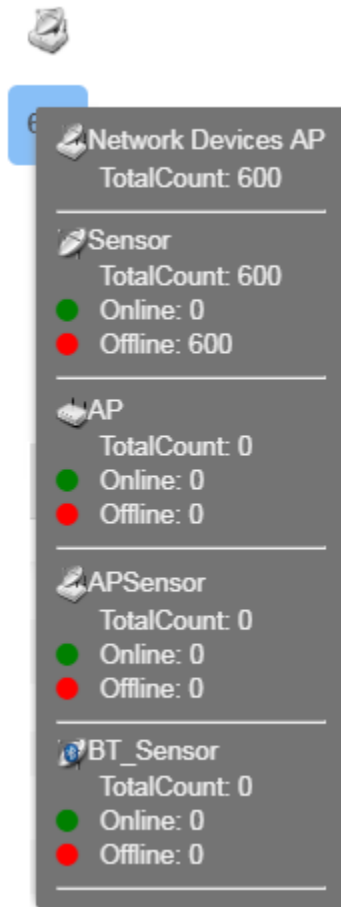 Network Devices AP
TotalCount: 600
Sensor
TotalCount: 600
Online: 0
Offline: 600
AP
TotalCount: 0
Online: 0
Offline: 0
APSensor
TotalCount: 0
Online: 0
Offline: 0
BT_Sensor
TotalCount: 0
Online: 0
Offline: 0